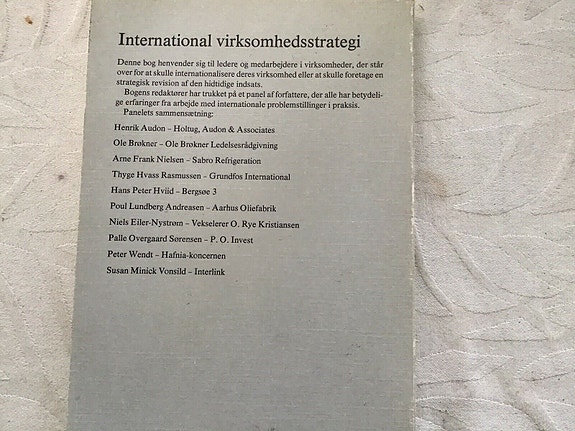 International virksomhedsstrategi
Denne bog henvender sig til ledere og medarbejdere i virksomheder, der står
over for at skulle internationalisere deres virksomhed eller at skulle foretage en
strategisk revision af den hidtidige indsats.
Bogens redaktører har trukket på et panel af forfattere, der alle har betydeli-
ge erfaringer fra arbejde med internationale problemstillinger i praksis.
Panelets sammensætning:
Henrik Audon – Holtug, Audon & Associates
Ole Brøkner – Ole Brøkner Ledelsesrådgivning
Arne Frank Nielsen – Sabro Refrigeration
Thyge Hvass Rasmussen – Grundfos International
Hans Peter Hviid – Bergsøe 3
Poul Lundberg Andreasen – Aarhus Oliefabrik
Niels Eiler-Nystrøm – Vekselerer O. Rye Kristiansen
Palle Overgaard Sørensen – P. O. Invest
Peter Wendt – Hafnia-koncernen
Susan Minick Vonsild – Interlink